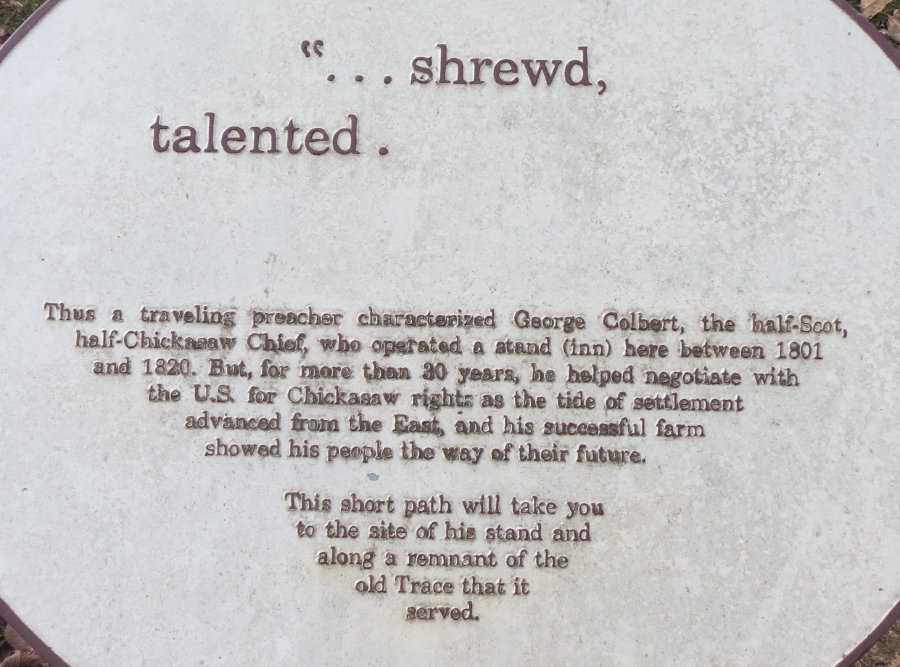 “. . . shrewd,
talented .
Thus a traveling preacher characterized George Colbert, the half-Scot,
half-Chickasaw Chief, who operated a stand (inn) here between 1801
and 1820. But, for more than 30 years, he helped negotiate with
the U.S. for Chickasaw rights as the tide of settlement
advanced from the East, and his successful farm
showed his people the way of their future.
This short path will take you
to the site of his stand and
along a remnant of the
old Trace that it
served.